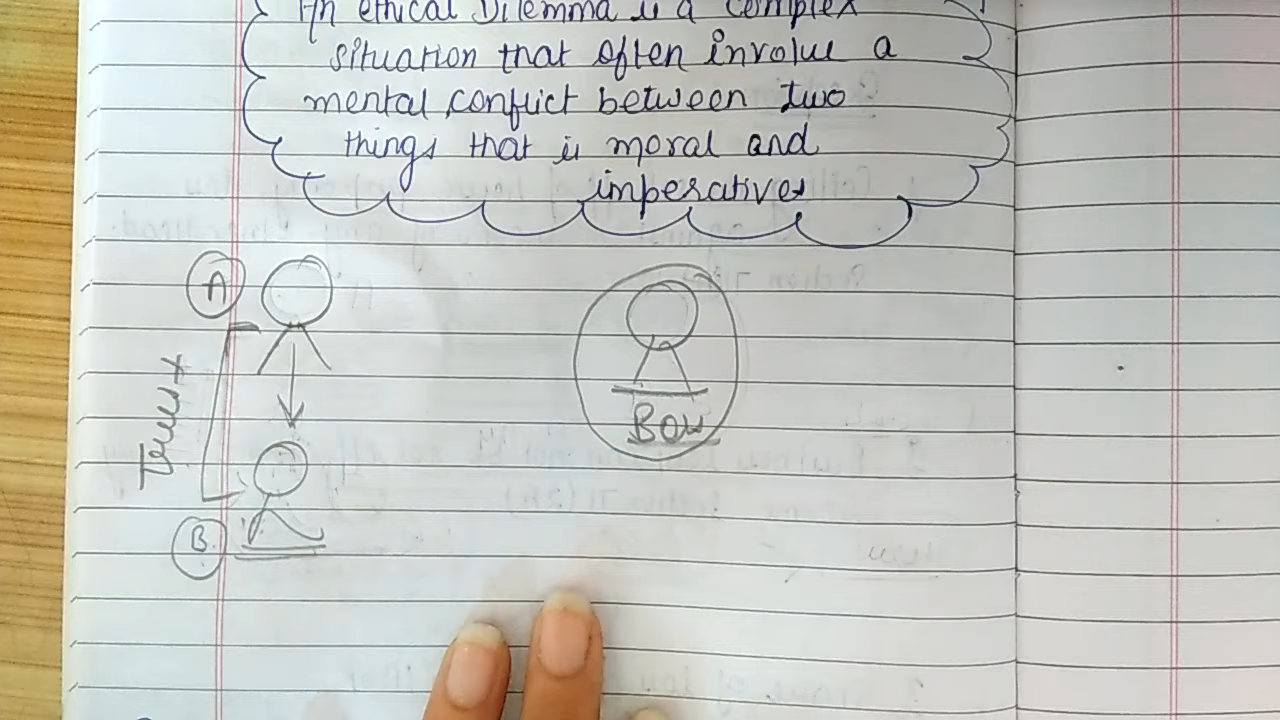 An ethical Dilemma is a complex
situation that often involve a
mental conflict between two
things that is moral and
imperative
A
Trust
B
Bow